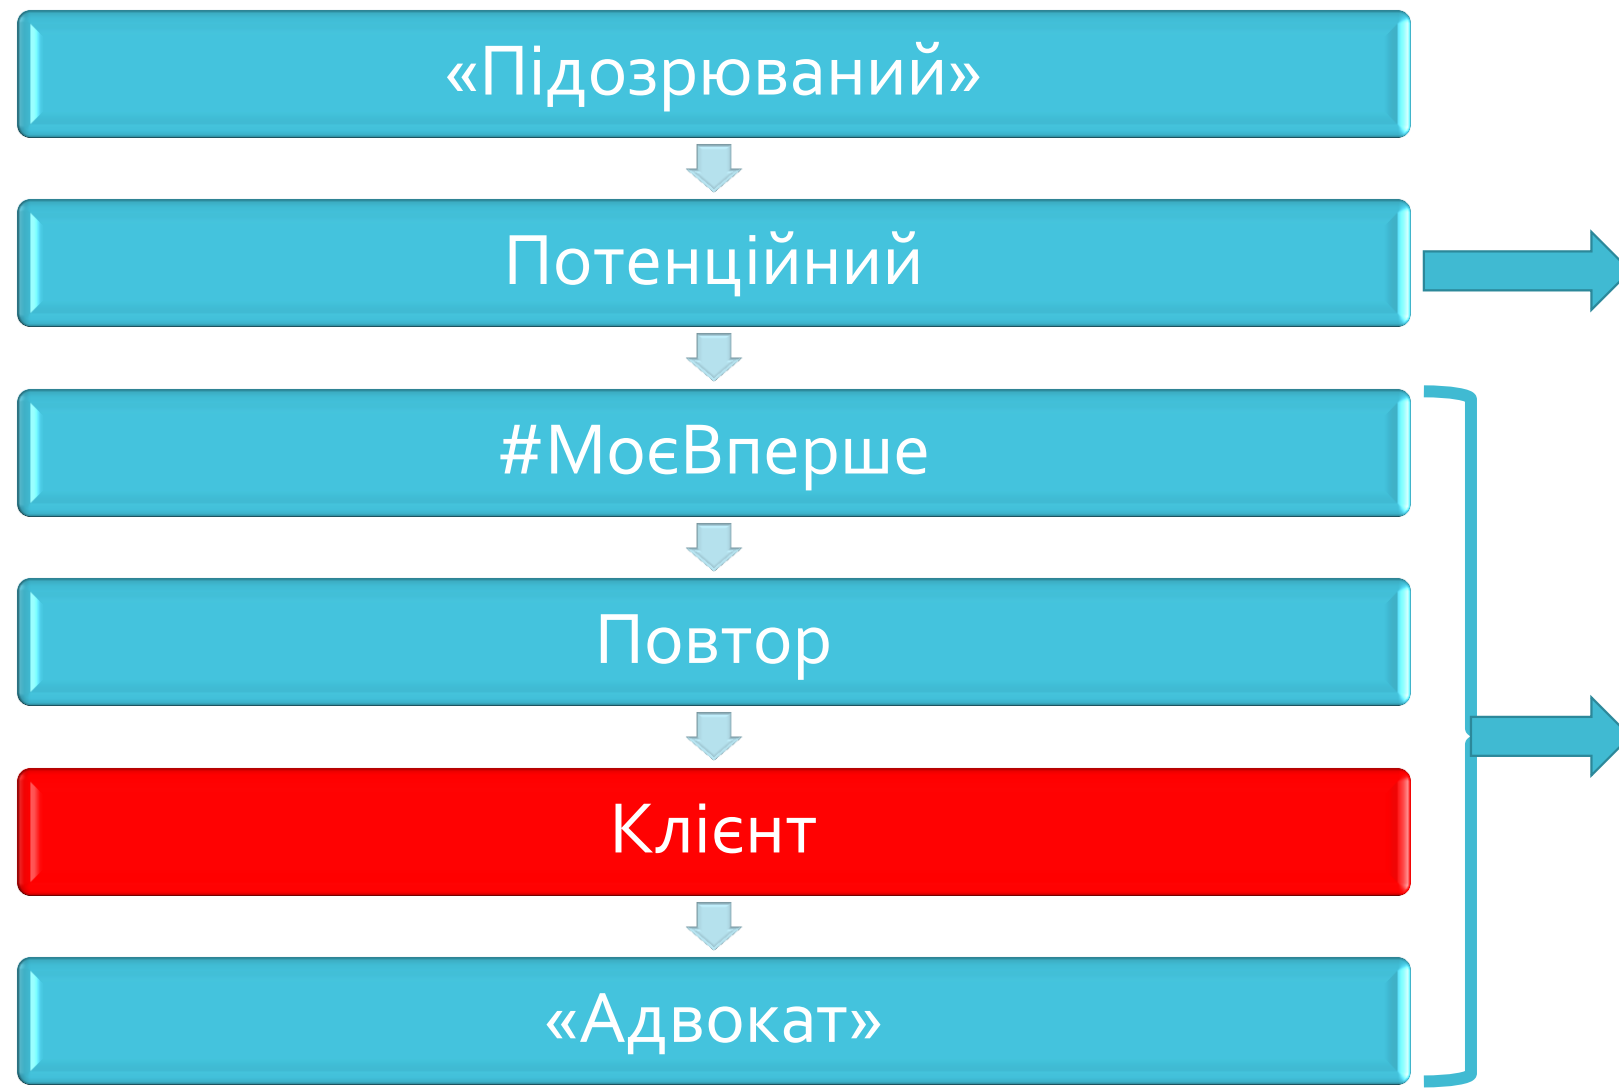 «Підозрюваний»
Потенційний
#МоєВперше
Повтор
Клієнт
«Адвокат»